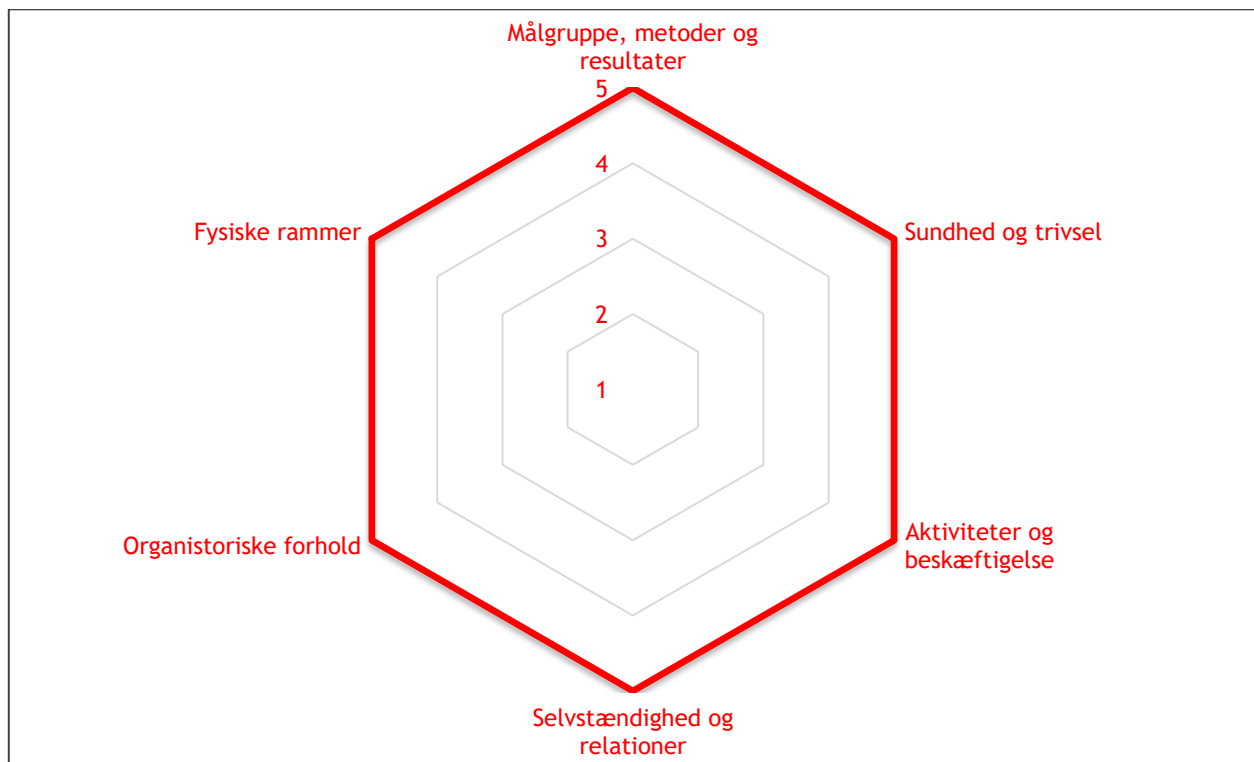 Målgruppe, metoder og
resultater
5
4
Fysiske rammer
3
Sundhed og trivsel
2
1
Organistoriske forhold
Aktiviteter og
beskæftigelse
Selvstændighed og
relationer